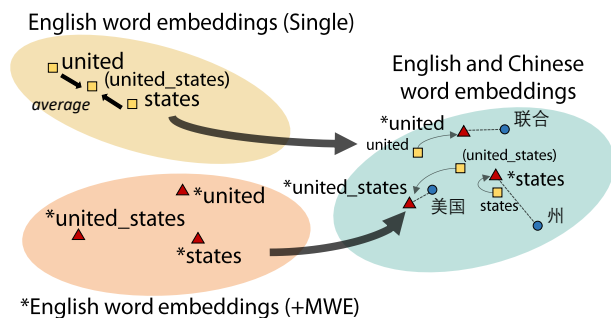 English word embeddings (Single)
united
(united_states)
average
states
*united
*united_states
*states
*English word embeddings (+MWE)
English and Chinese
word embeddings
*united
联合
united
(united_states)
*states
*united_states
美国
states
州